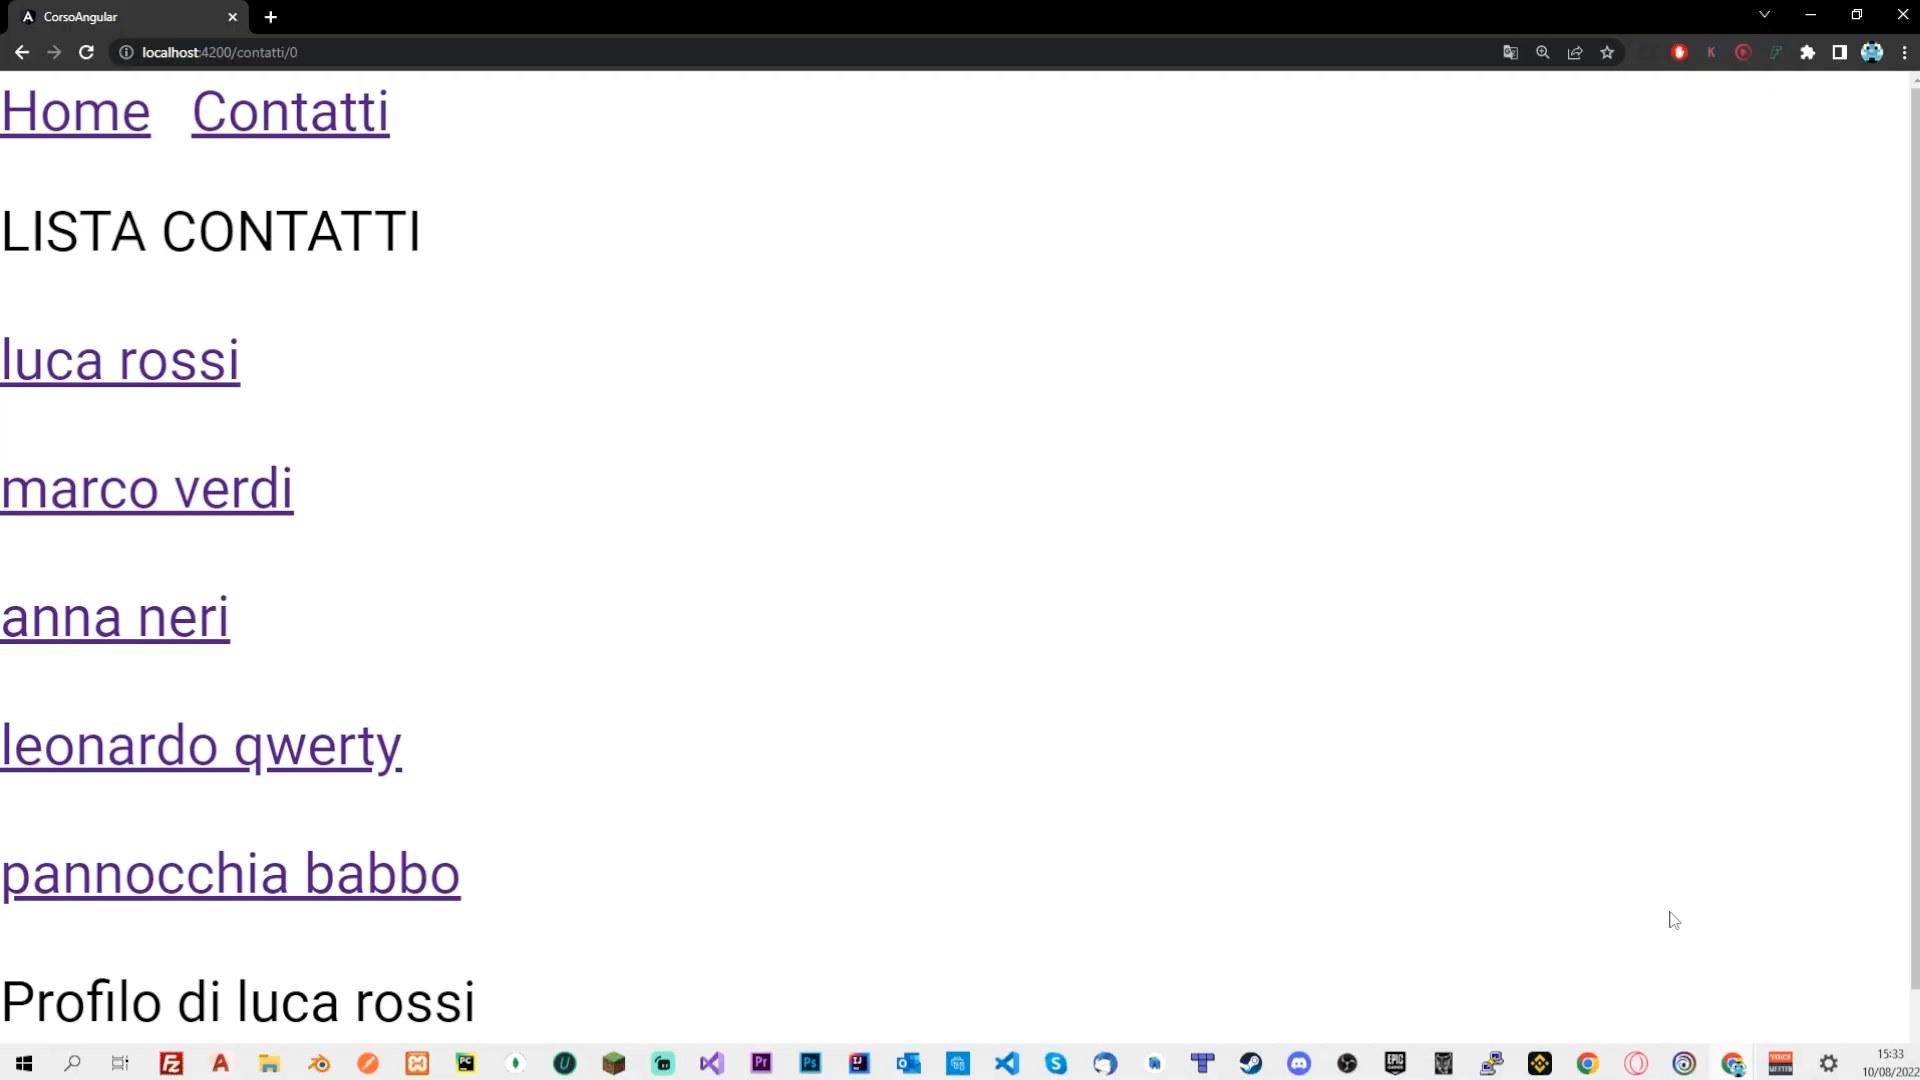 CorsoAngular
localhost:4200/contatti/0
Home Contatti
LISTA CONTATTI
luca rossi
marco verdi
anna neri
leonardo qwerty
pannocchia babbo
Profilo di luca rossi
15:33
10/08/2022